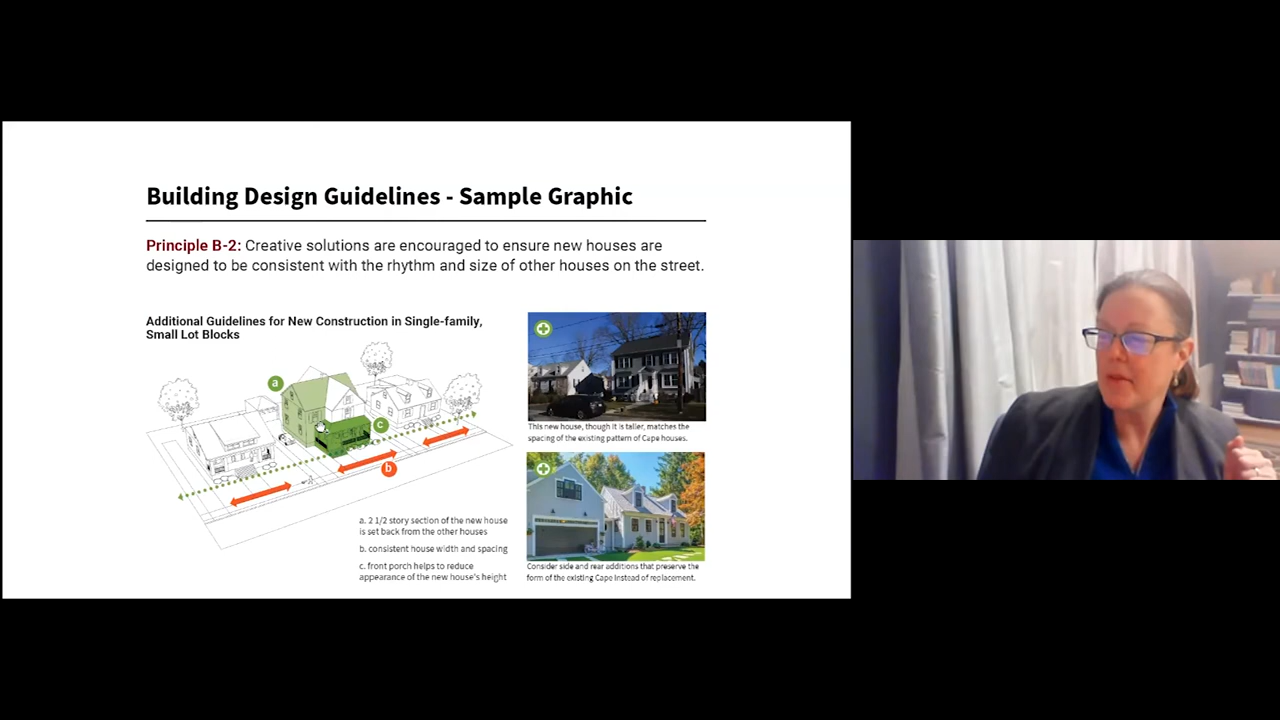 Building Design Guidelines - Sample Graphic
Principle B-2: Creative solutions are encouraged to ensure new houses are
designed to be consistent with the rhythm and size of other houses on the street.
Additional Guidelines for New Construction in Single-family,
Small Lot Blocks
a
c
b
a. 2 1/2 story section of the new house
is set back from the other houses
b. consistent house width and spacing
c. front porch helps to reduce
appearance of the new house's height
This new house, though it is taller, matches the
spacing of the existing pattern of Cape houses.
Consider side and rear additions that preserve the
form of the existing Cape instead of replacement.